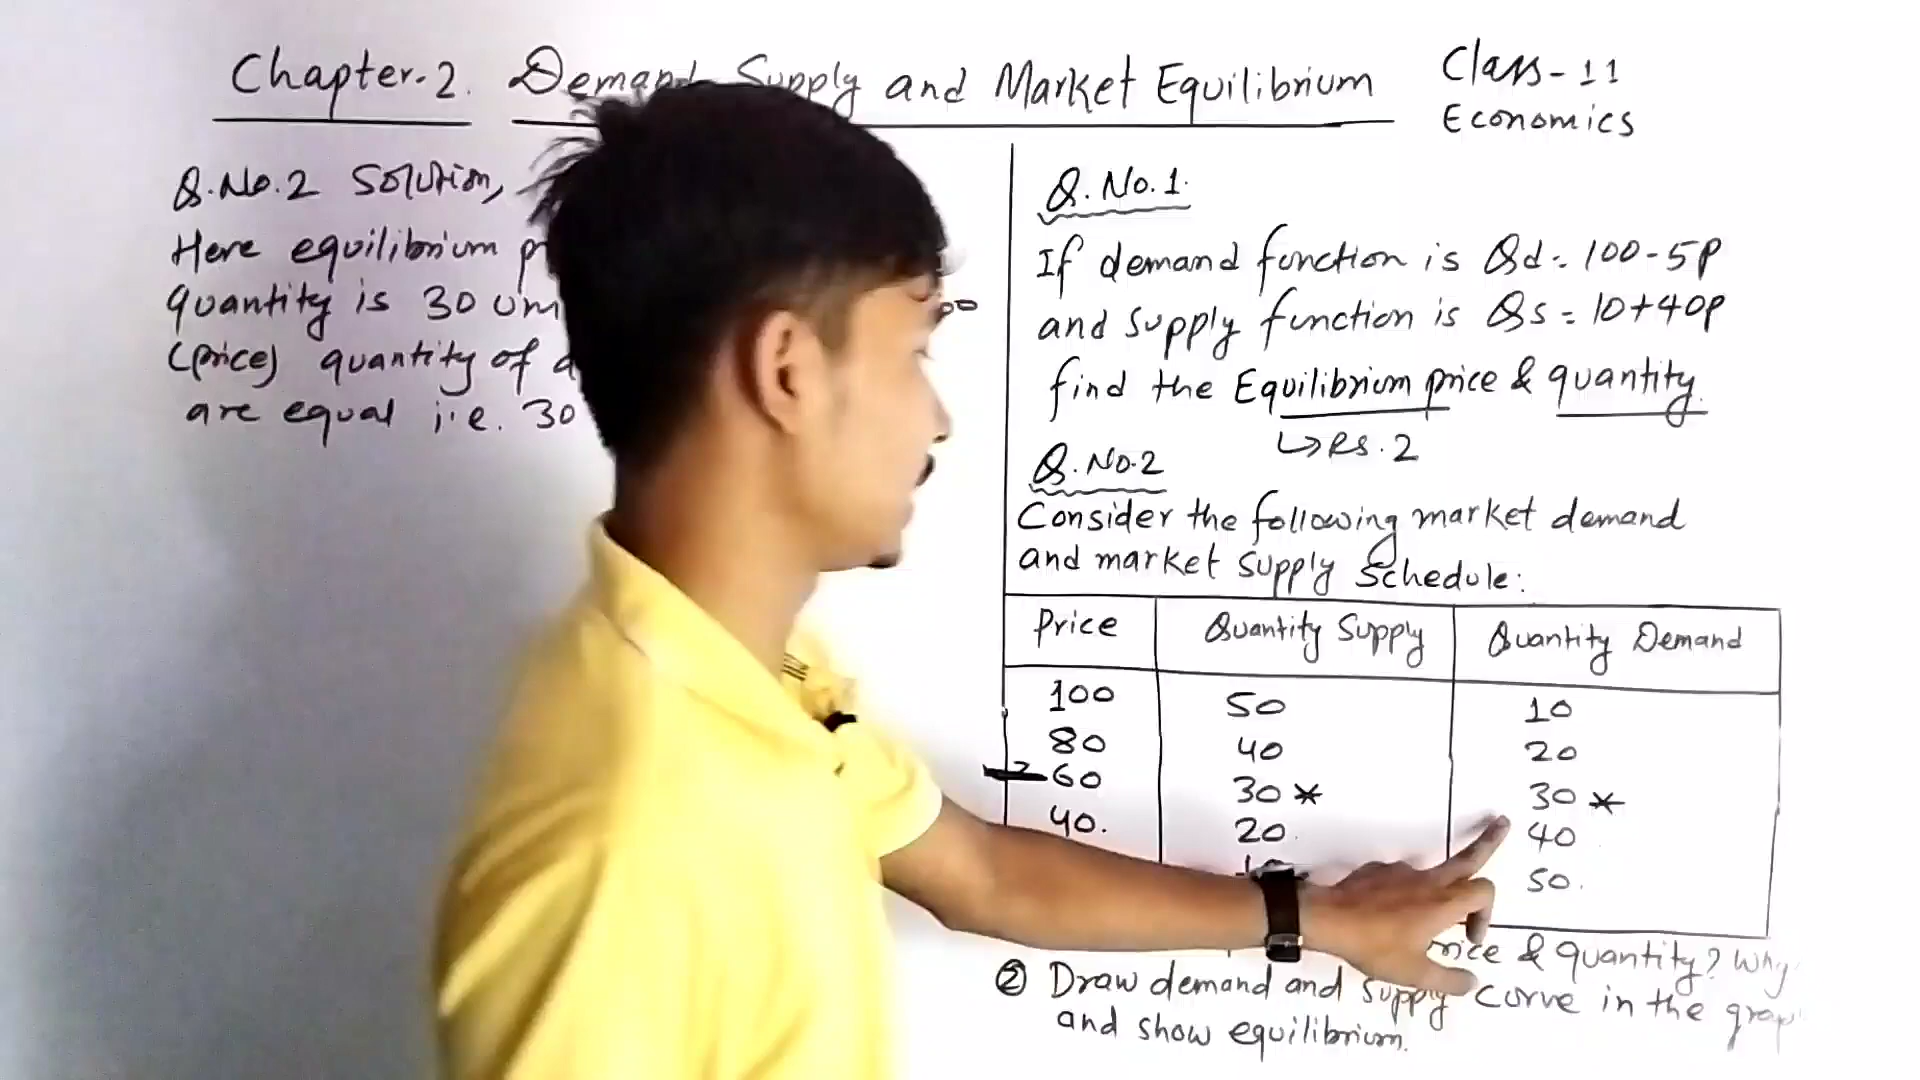 Chapter-2. Demand Supply and Market Equilibrium
Class-11
Economics
Q.No.2 Solution,
Here equilibrium
quantity is 30
(price) quantity of
are equal i.e. 30
Q. No. 1.
If demand function is Qd = 100-5P
and supply function is Qs = 10+40P
find the Equilibrium price & quantity.
↳ Rs. 2
Q. No.2
Consider the following market demand
and market supply schedule:
Price Quantity Supply Quantity Demand
100 50 10
80 40 20
60 30 * 30 *
40. 20. 40
50.
& quantity? Why
② Draw demand and supply curve in the
and show equilibrium.